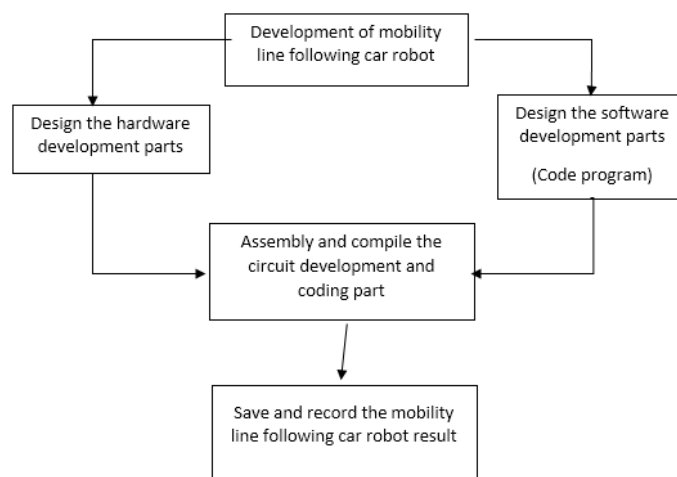 Development of mobility
line following car robot
Design the hardware
development parts
Design the software
development parts
(Code program)
Assembly and compile the
circuit development and
coding part
Save and record the mobility
line following car robot result